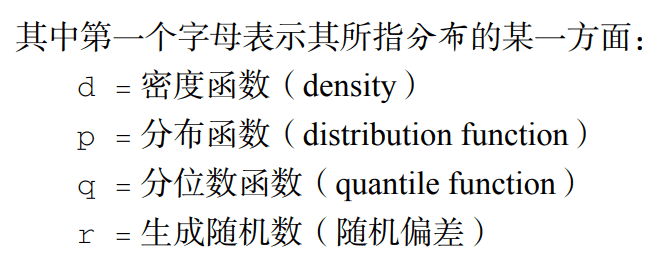 其中第一个字母表示其所指分布的某一方面：
d = 密度函数（density）
p = 分布函数（distribution function）
q = 分位数函数（quantile function）
r = 生成随机数（随机偏差）